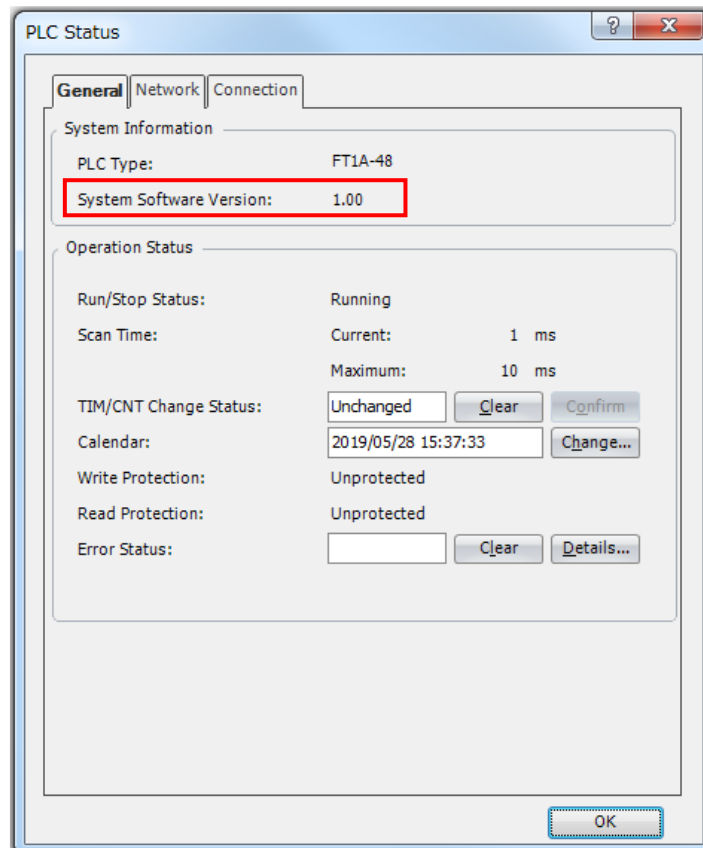 PLC Status
General Network Connection
System Information
PLC Type: FT1A-48
System Software Version: 1.00
Operation Status
Run/Stop Status: Running
Scan Time: Current: 1 ms
Maximum: 10 ms
TIM/CNT Change Status: Unchanged Clear Confirm
Calendar: 2019/05/28 15:37:33 Change...
Write Protection: Unprotected
Read Protection: Unprotected
Error Status: Clear Details...
OK